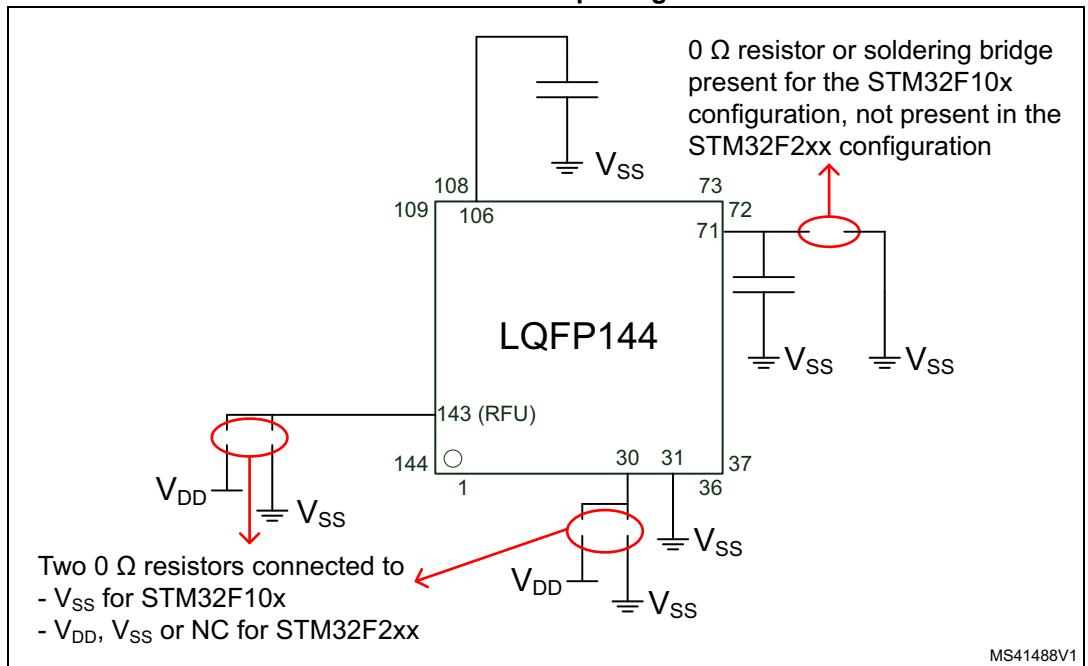 0 Ω resistor or soldering bridge
present for the STM32F10x
configuration, not present in the
STM32F2xx configuration
VSS
108
73
109
106
72
71
LQFP144
VSS
VSS
143 (RFU)
144
30
31
37
1
36
VDD
VSS
VSS
VDD
VSS
Two 0 Ω resistors connected to
- VSS for STM32F10x
- VDD, VSS or NC for STM32F2xx
MS41488V1